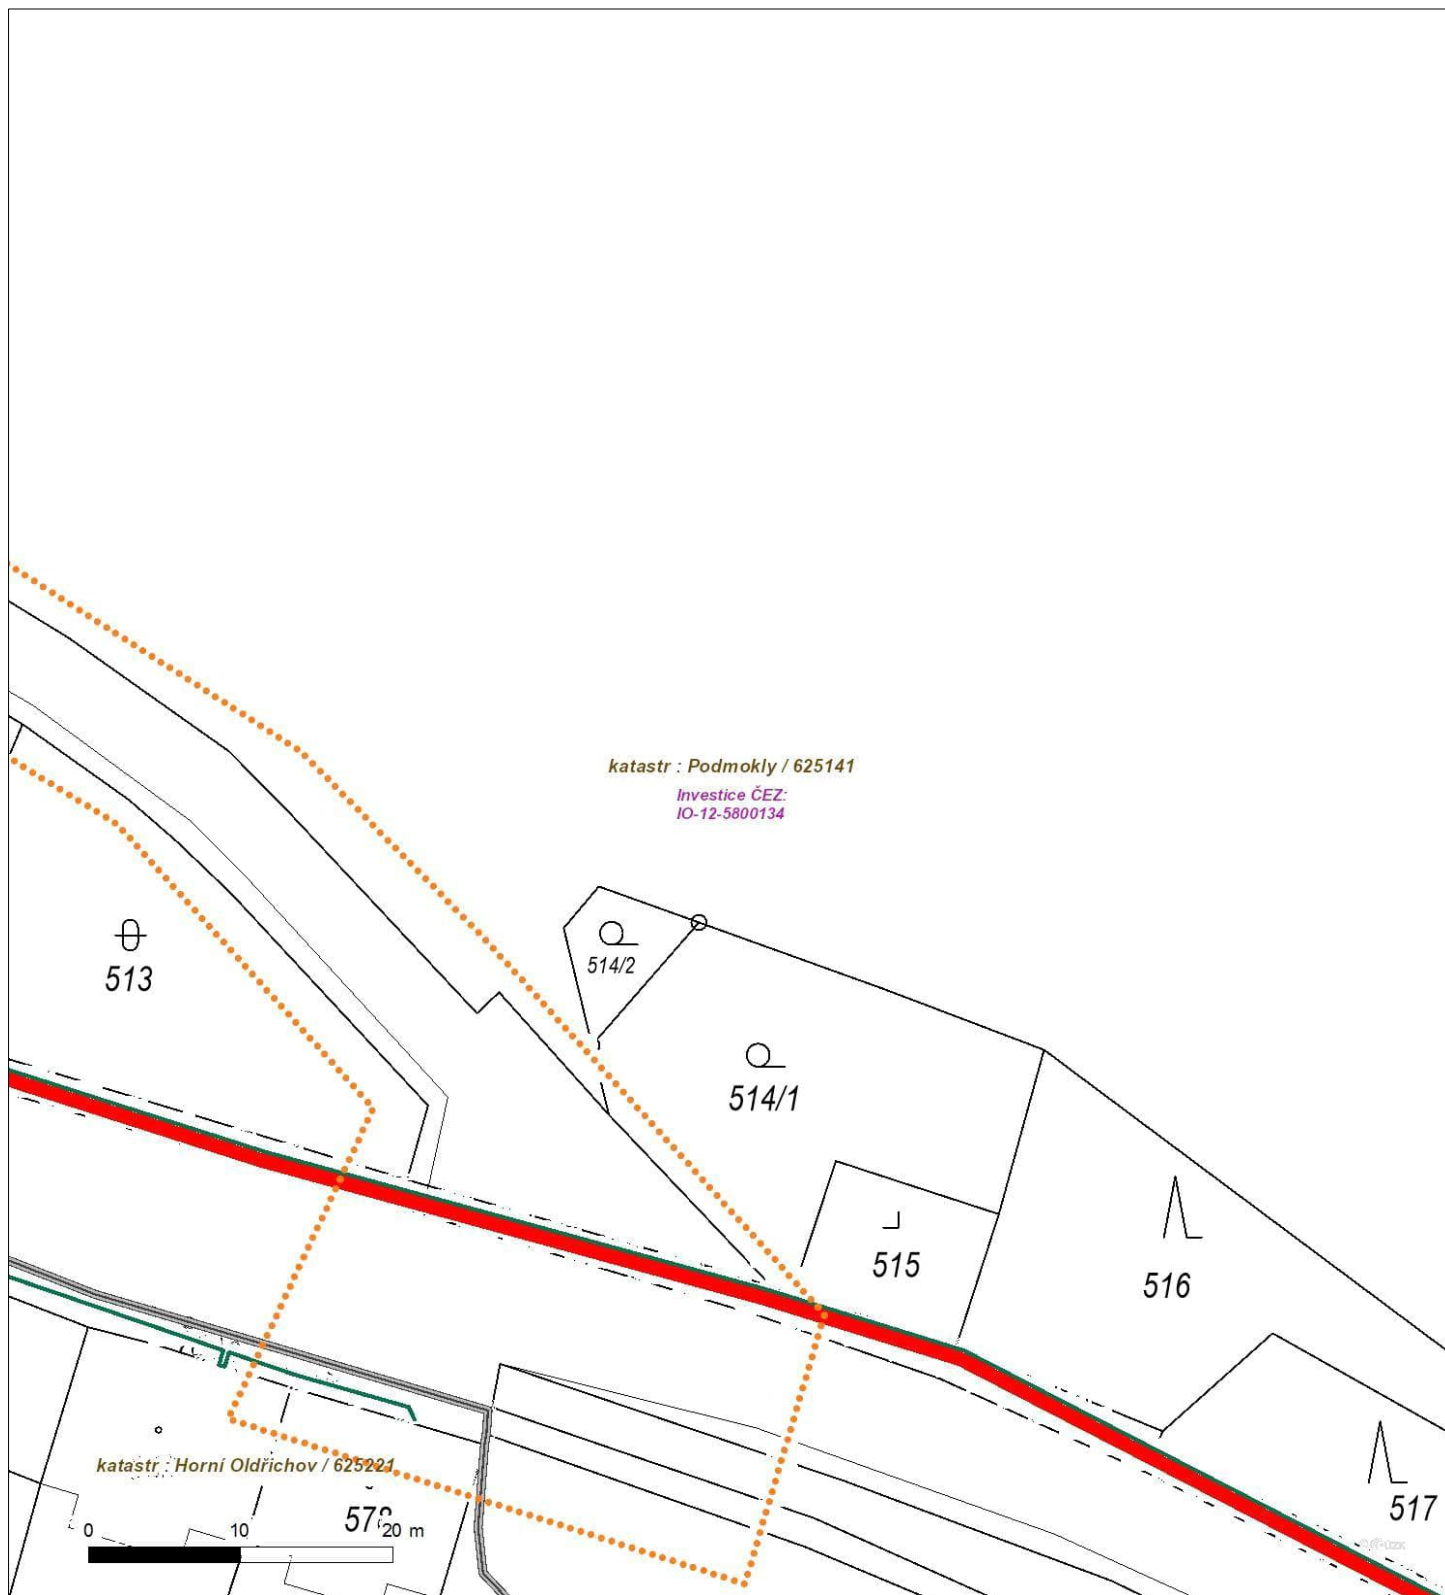 katastr : Podmokly / 625141
Investice ČEZ:
IO-12-5800134
513
514/2
514/1
515
516
517
katastr : Horní Oldřichov / 625221
0 10 20 m